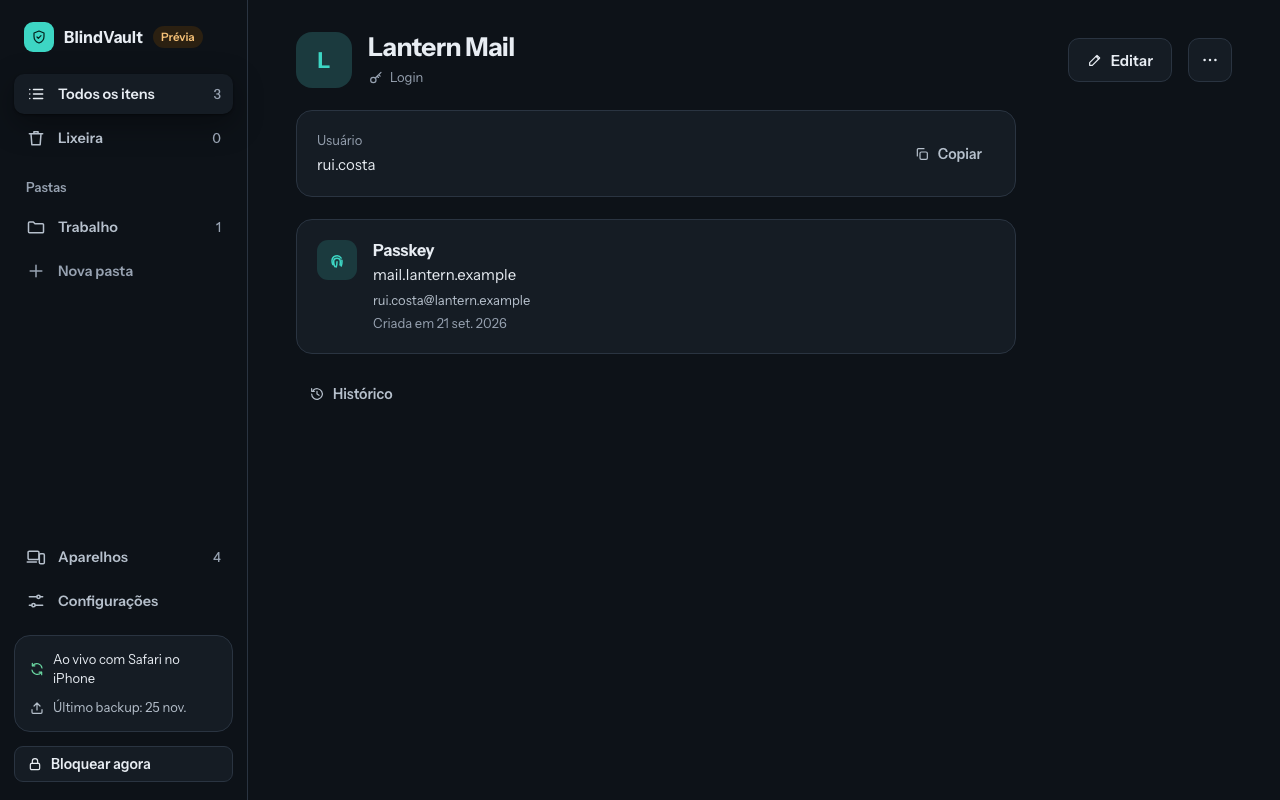 BlindVault
Prévia
Todos os itens
3
Lixeira
0
Pastas
Trabalho
1
Nova pasta
Aparelhos
4
Configurações
Ao vivo com Safari no
iPhone
Último backup: 25 nov.
Bloquear agora
L
Lantern Mail
Login
Editar
Usuário
rui.costa
Copiar
Passkey
mail.lantern.example
rui.costa@lantern.example
Criada em 21 set. 2026
Histórico